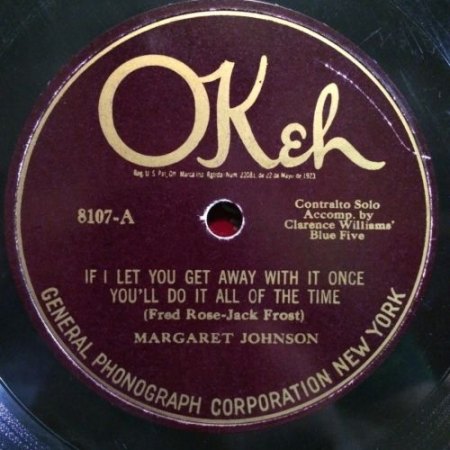 OKeh
Reg. U.S. Pat. Off. Marca Ind. Rgtrda. Num. 22081, de 22 de Mayo de 1923
8107-A
Contralto Solo
Accomp. by
Clarence Williams'
Blue Five
IF I LET YOU GET AWAY WITH IT ONCE
YOU'LL DO IT ALL OF THE TIME
(Fred Rose-Jack Frost)
MARGARET JOHNSON
GENERAL PHONOGRAPH CORPORATION NEW YORK